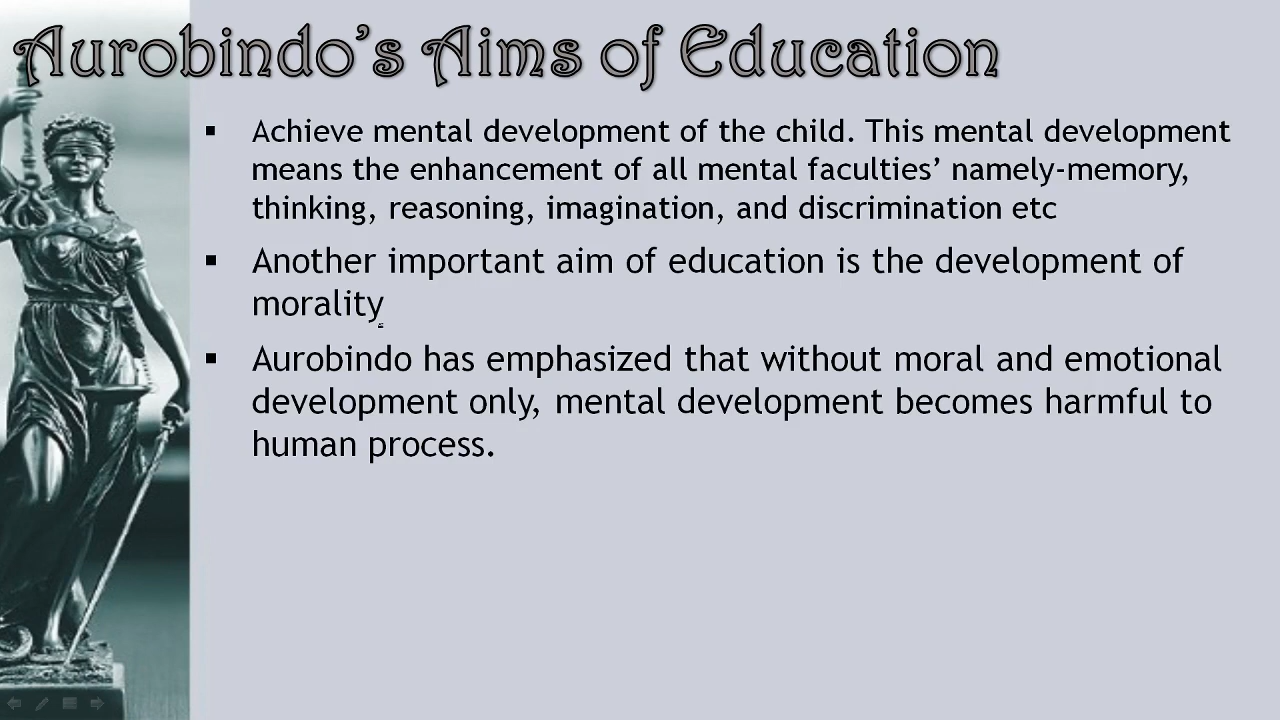 Aurobindo's Aims of Education
▪ Achieve mental development of the child. This mental development
means the enhancement of all mental faculties’ namely-memory,
thinking, reasoning, imagination, and discrimination etc
▪ Another important aim of education is the development of
morality
▪ Aurobindo has emphasized that without moral and emotional
development only, mental development becomes harmful to
human process.